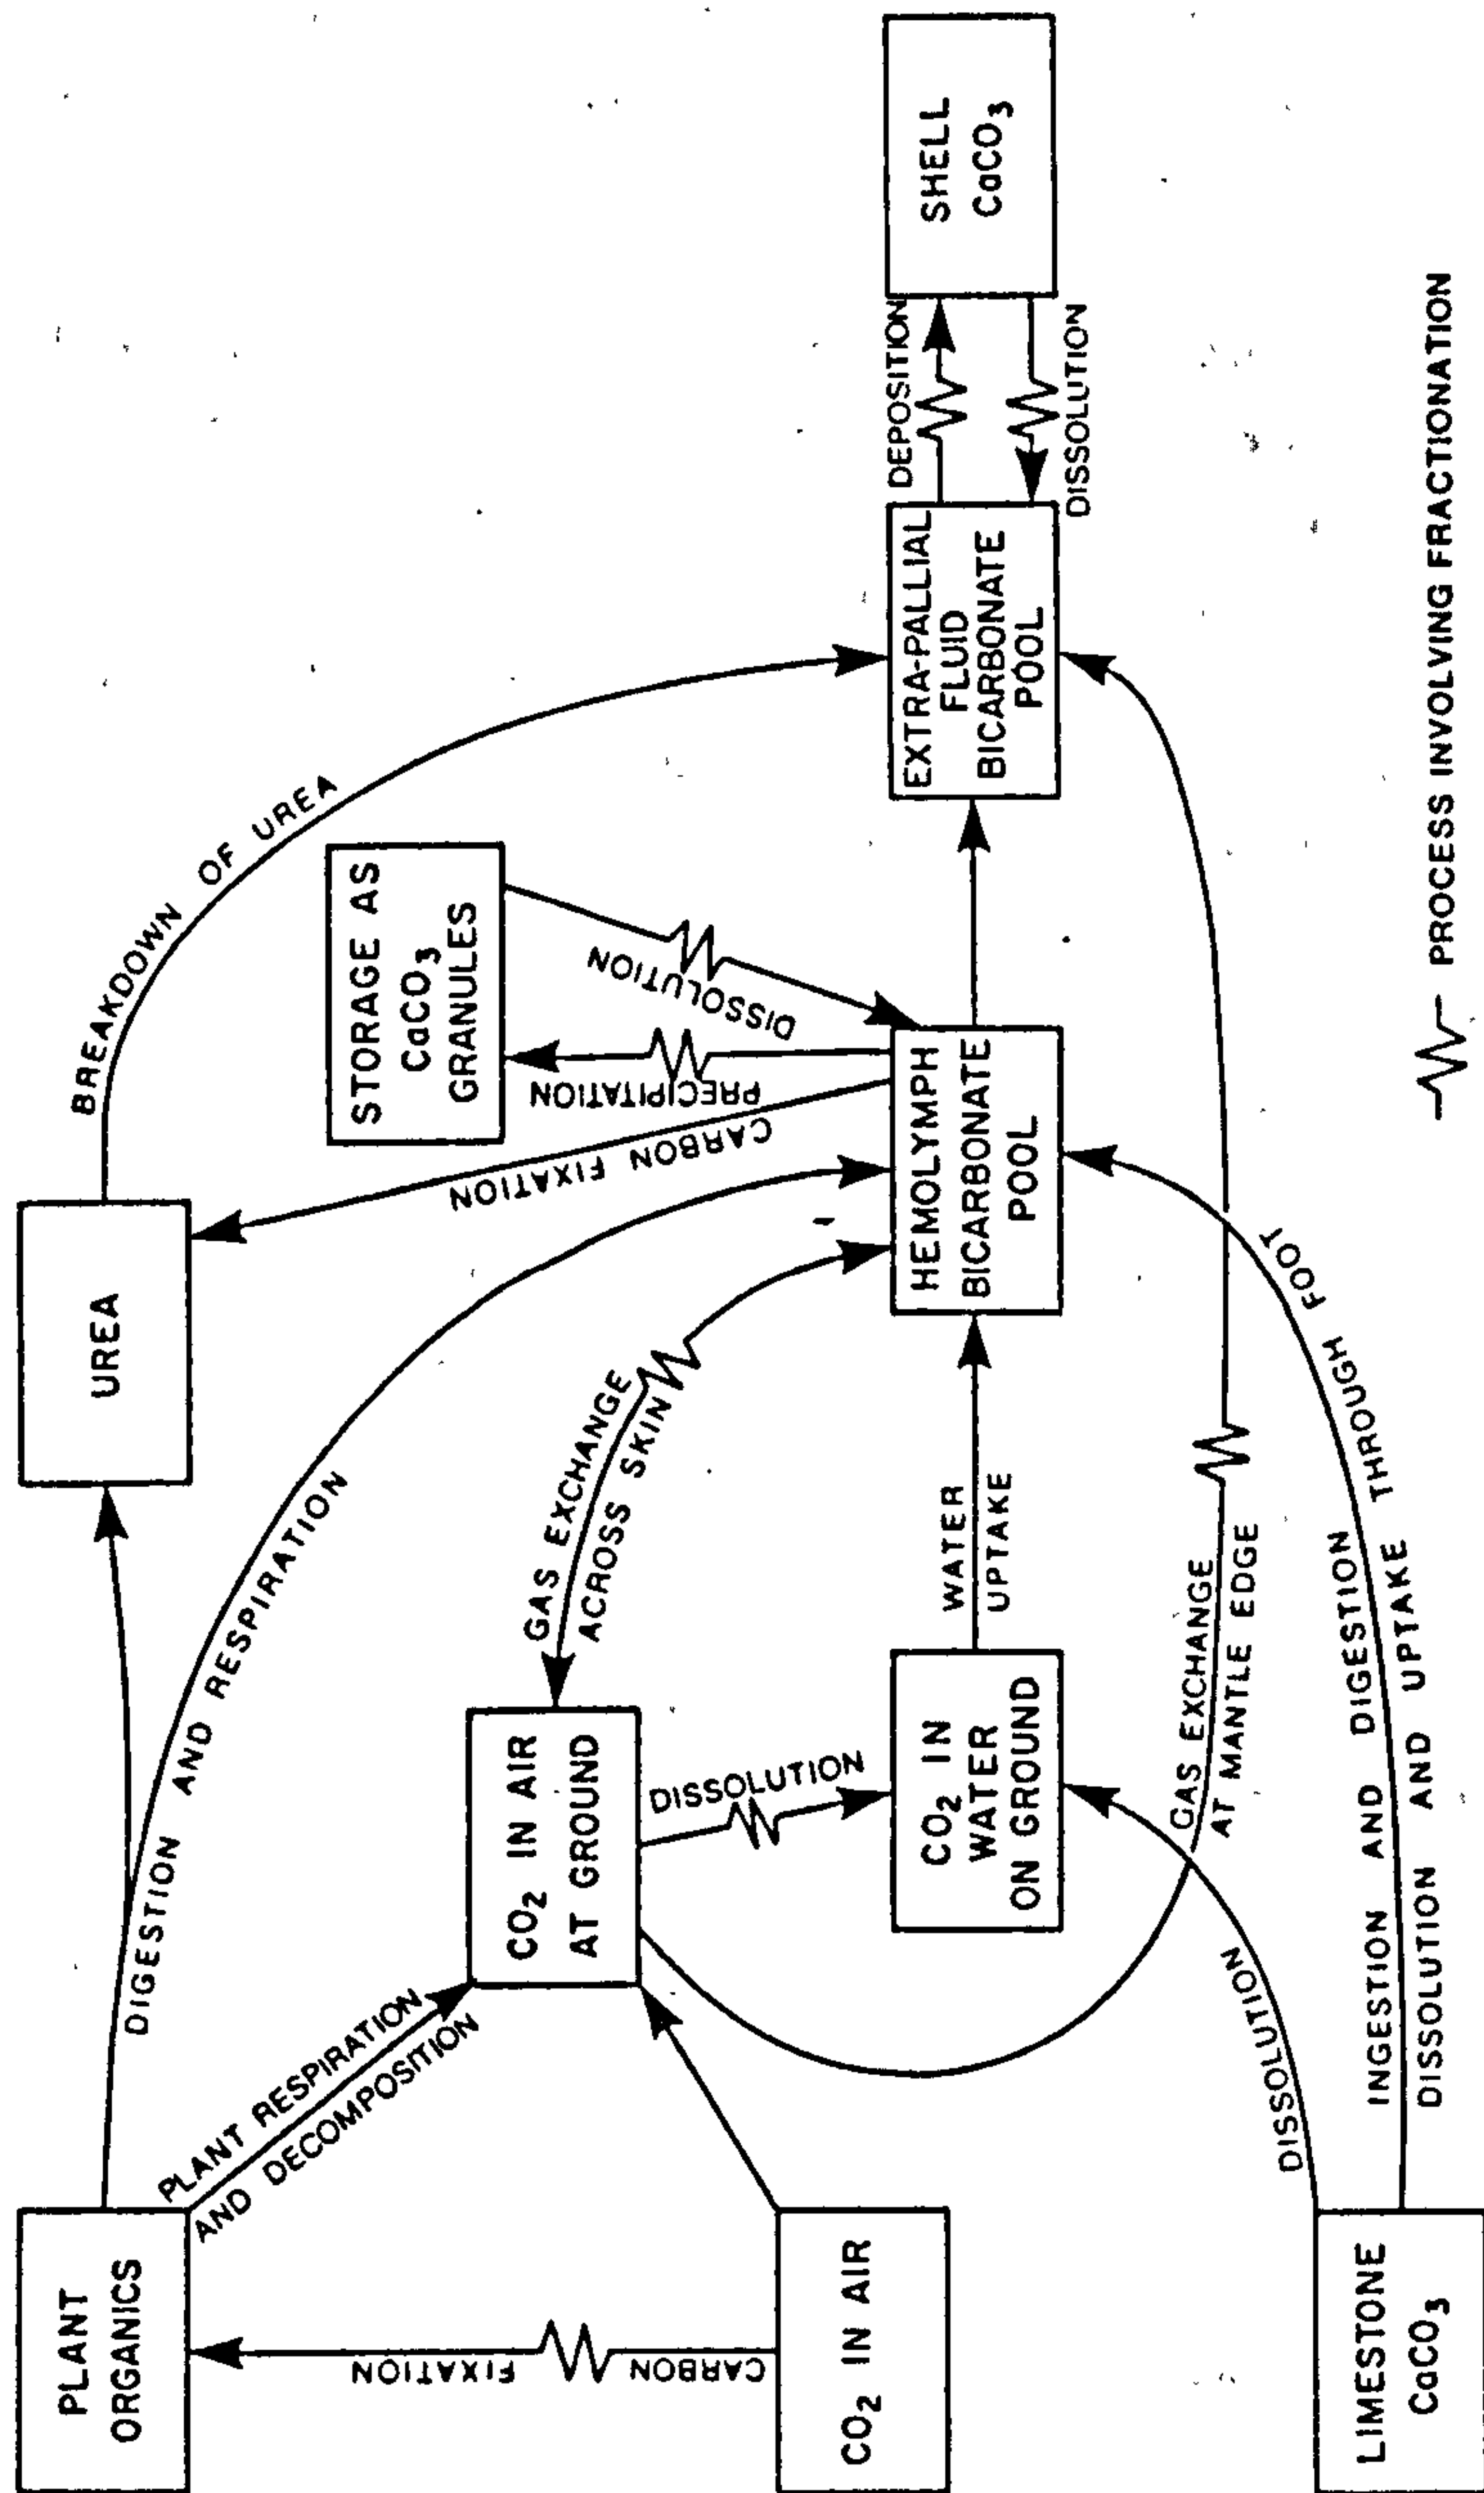 PLANT
ORGANICS
UREA
BREAKDOWN OF UREA
DIGESTION AND RESPIRATION
PLANT RESPIRATION
AND DECOMPOSITION
CARBON FIXATION
CO₂ IN AIR
CO₂ IN AIR
AT GROUND
GAS EXCHANGE
ACROSS SKIN
CARBON FIXATION
STORAGE AS
CaCO₃
GRANULES
PRECIPITATION
DISSOLUTION
DISSOLUTION
CO₂ IN
WATER
ON GROUND
WATER
UPTAKE
HEMOLYMPH
BICARBONATE
POOL
EXTRA-PALLIAL
FLUID
BICARBONATE
POOL
DEPOSITION
DISSOLUTION
SHELL
CaCO₃
GAS EXCHANGE
AT MANTLE EDGE
DISSOLUTION
LIMESTONE
CaCO₃
INGESTION AND DIGESTION
DISSOLUTION AND UPTAKE THROUGH FOOT
PROCESS INVOLVING FRACTIONATION